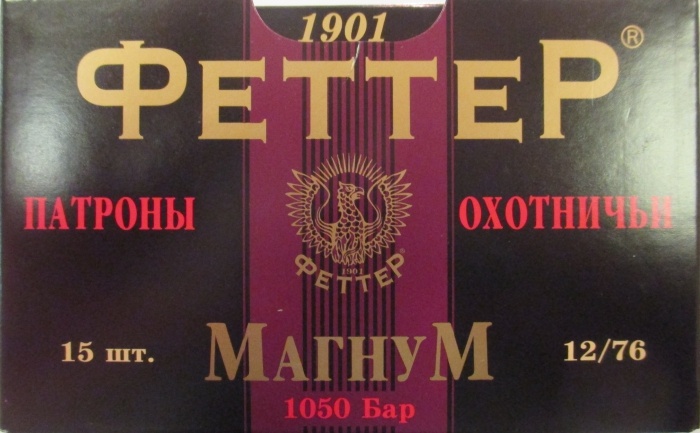 1901
ФЕТТЕР®
ПАТРОНЫ ОХОТНИЧЬИ
1901
ФЕТТЕР
15 шт. МАГНУМ 12/76
1050 Бар